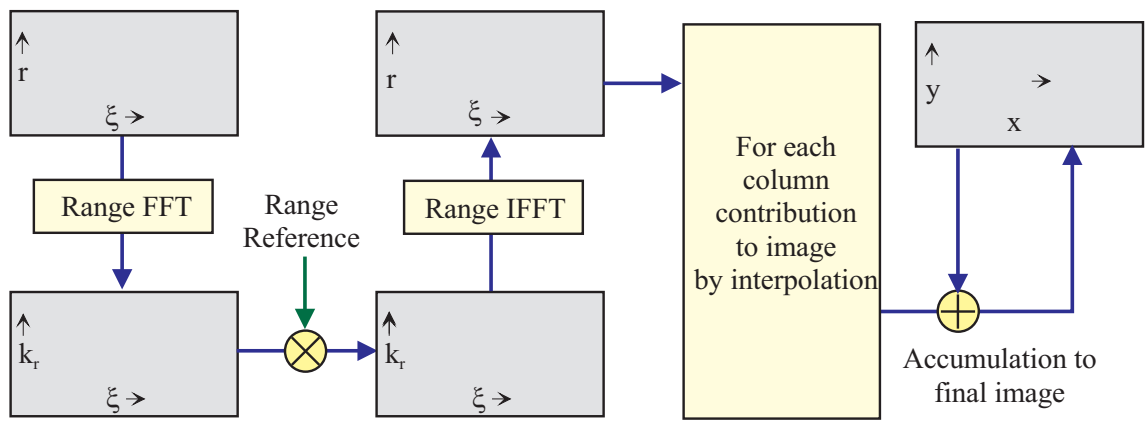 r
ξ
Range FFT
k_r
ξ
Range
Reference
r
ξ
Range IFFT
k_r
ξ
For each
column
contribution
to image
by interpolation
y
x
Accumulation to
final image